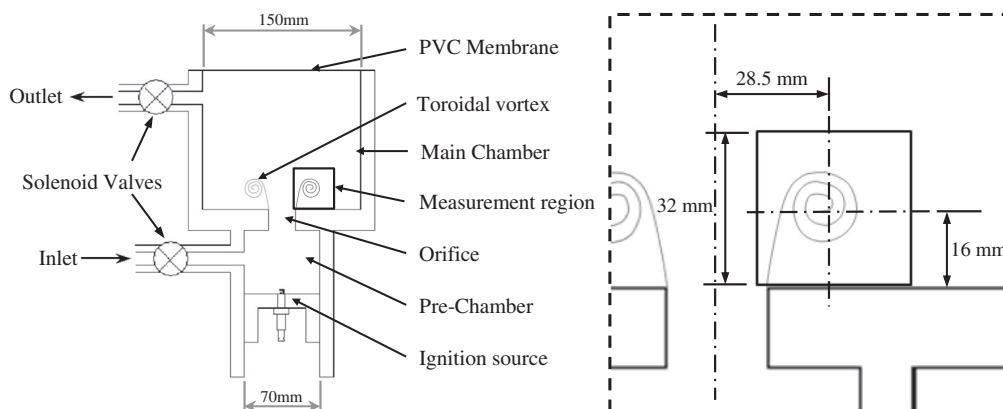 150mm
PVC Membrane
Outlet
Toroidal vortex
Main Chamber
Solenoid Valves
Measurement region
Inlet
Orifice
Pre-Chamber
Ignition source
70mm
28.5 mm
32 mm
16 mm